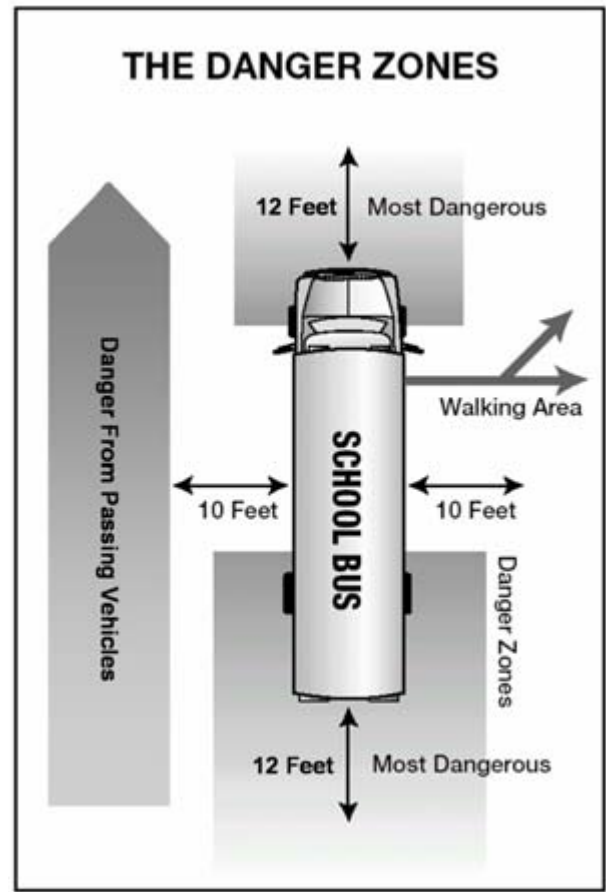 THE DANGER ZONES
12 Feet
Most Dangerous
Danger From Passing Vehicles
Walking Area
SCHOOL BUS
10 Feet
10 Feet
Danger Zones
12 Feet
Most Dangerous